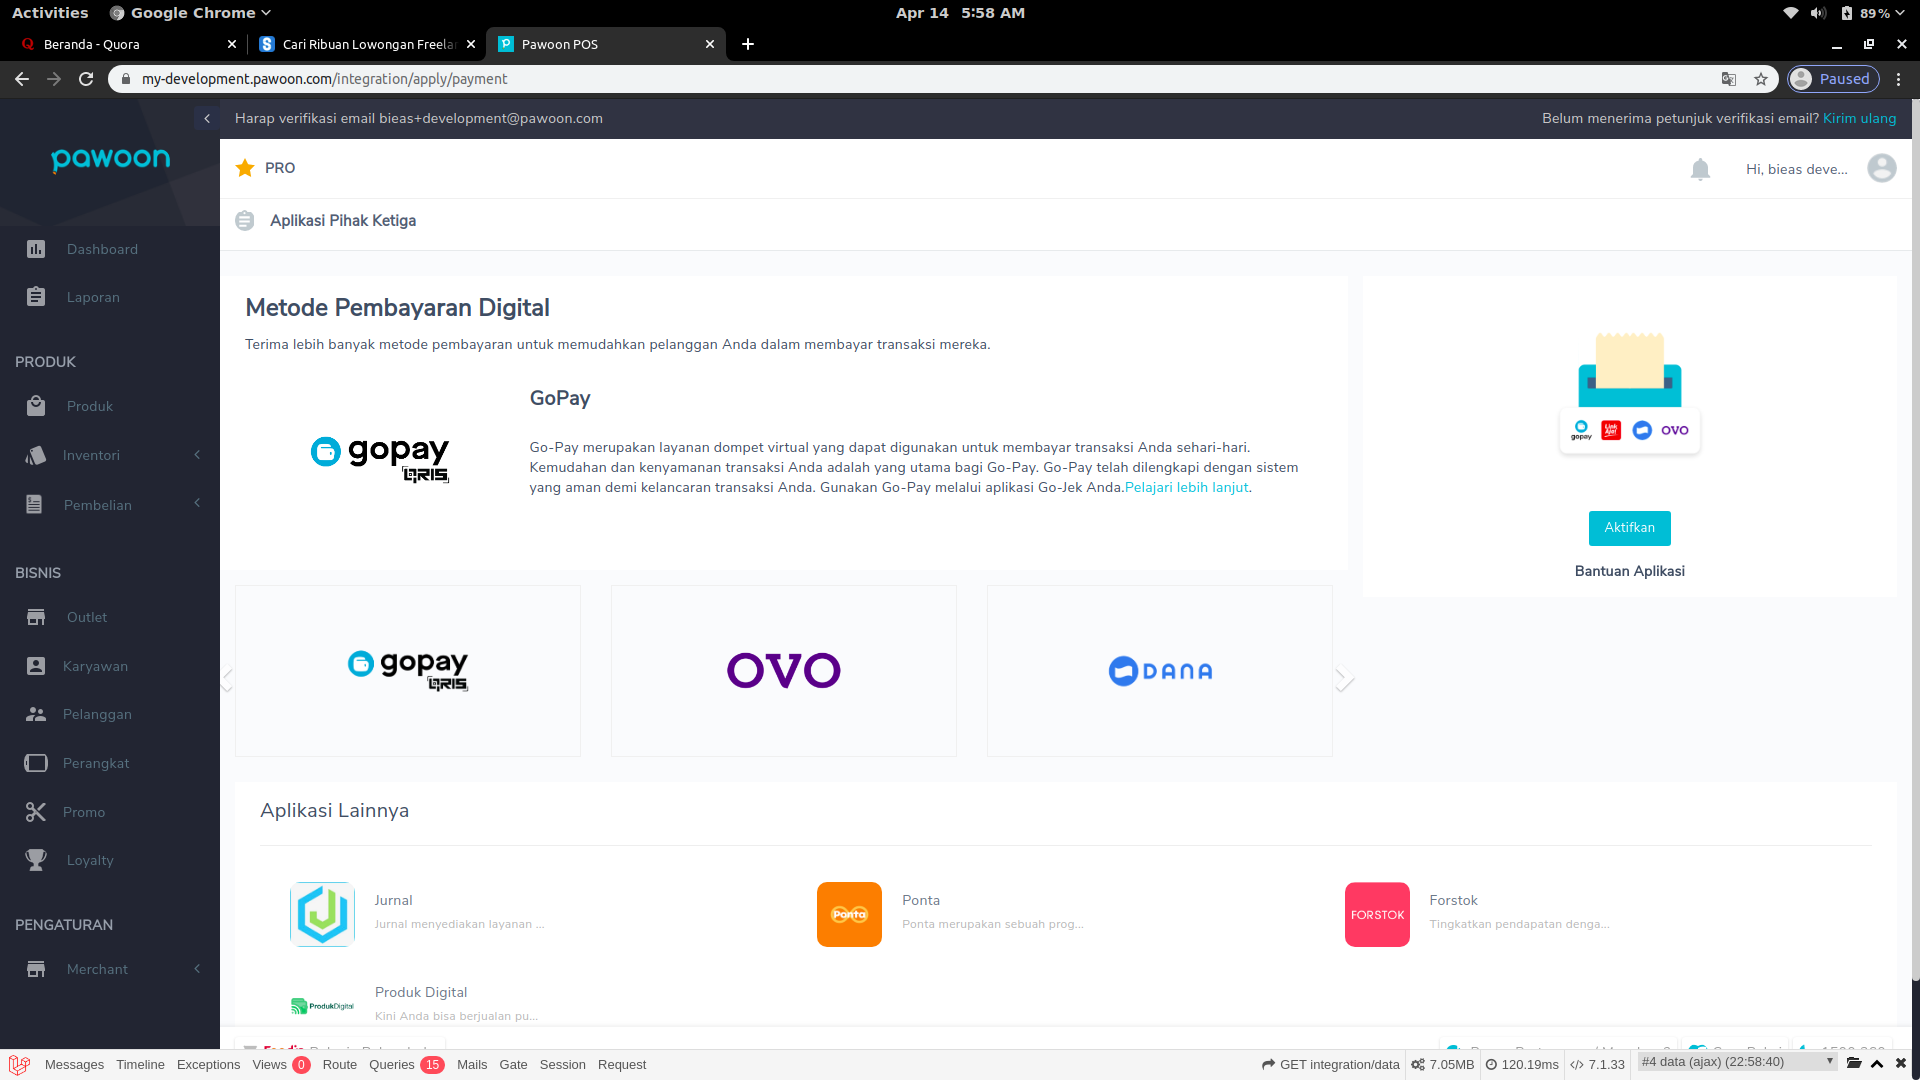 Activities
Google Chrome
Apr 14 5:58 AM
89%
Beranda - Quora
Cari Ribuan Lowongan Freelan
Pawoon POS
my-development.pawoon.com/integration/apply/payment
Paused
pawoon
Harap verifikasi email bieas+development@pawoon.com
Belum menerima petunjuk verifikasi email? Kirim ulang
PRO
Hi, bieas deve...
Aplikasi Pihak Ketiga
Dashboard
Laporan
PRODUK
Produk
Inventori
Pembelian
BISNIS
Outlet
Karyawan
Pelanggan
Perangkat
Promo
Loyalty
PENGATURAN
Merchant
Metode Pembayaran Digital
Terima lebih banyak metode pembayaran untuk memudahkan pelanggan Anda dalam membayar transaksi mereka.
gopay
QRIS
GoPay
Go-Pay merupakan layanan dompet virtual yang dapat digunakan untuk membayar transaksi Anda sehari-hari.
Kemudahan dan kenyamanan transaksi Anda adalah yang utama bagi Go-Pay. Go-Pay telah dilengkapi dengan sistem
yang aman demi kelancaran transaksi Anda. Gunakan Go-Pay melalui aplikasi Go-Jek Anda.Pelajari lebih lanjut.
gopay
OVO
Aktifkan
Bantuan Aplikasi
gopay
QRIS
OVO
DANA
Aplikasi Lainnya
Jurnal
Jurnal menyediakan layanan ...
Ponta
Ponta
Ponta merupakan sebuah prog...
FORSTOK
Forstok
Tingkatkan pendapatan denga...
ProdukDigital
Produk Digital
Kini Anda bisa berjualan pu...
Messages
Timeline
Exceptions
Views 0
Route
Queries 15
Mails
Gate
Session
Request
GET integration/data
7.05MB
120.19ms
7.1.33
#4 data (ajax) (22:58:40)